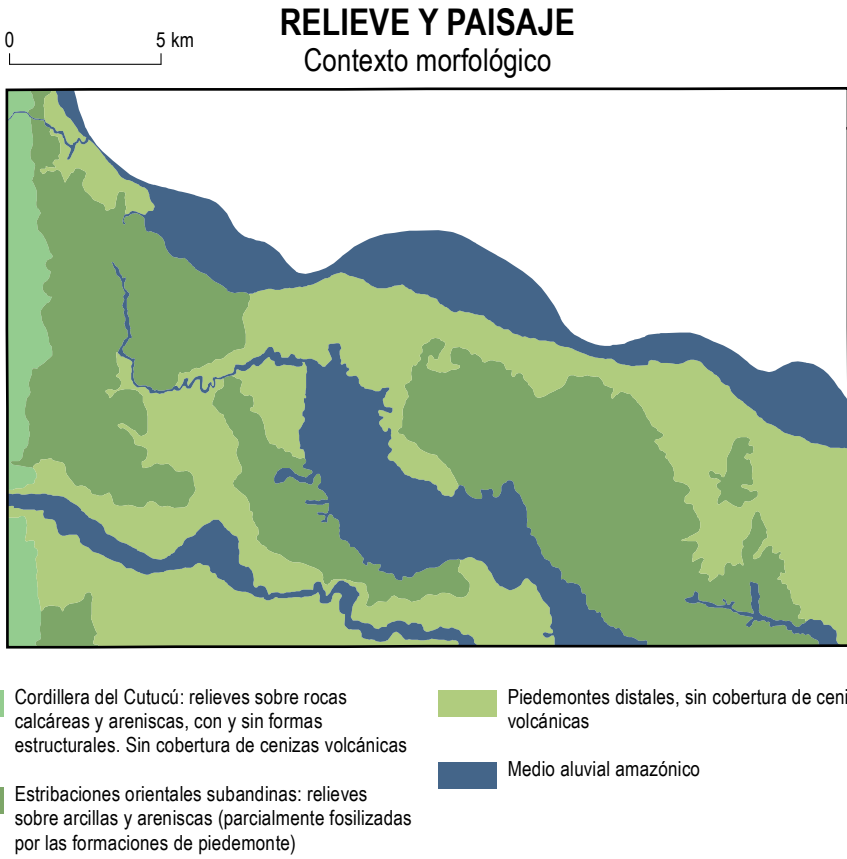 RELIEVE Y PAISAJE
Contexto morfológico
0 5 km
Cordillera del Cutucú: relieves sobre rocas
calcáreas y areniscas, con y sin formas
estructurales. Sin cobertura de cenizas volcánicas
Estribaciones orientales subandinas: relieves
sobre arcillas y areniscas (parcialmente fosilizadas
por las formaciones de piedemonte)
Piedemontes distales, sin cobertura de ceni
volcánicas
Medio aluvial amazónico